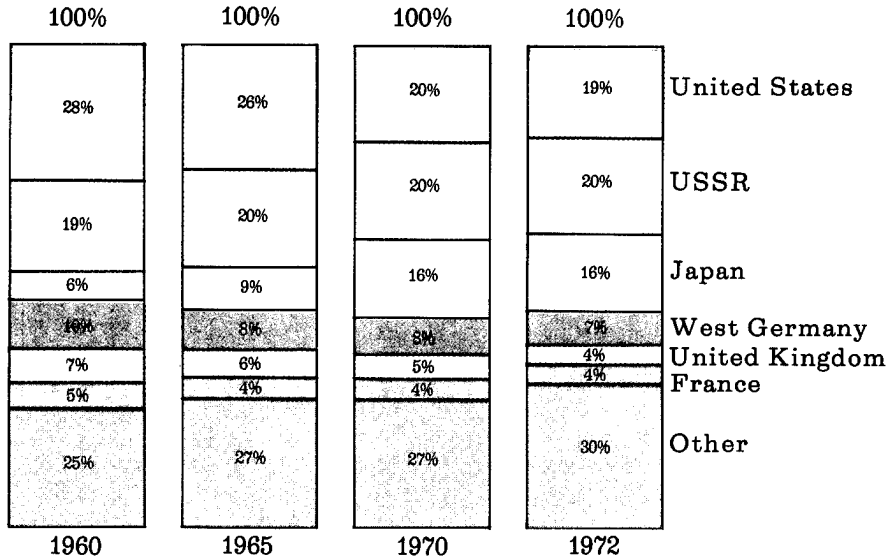 100% 100% 100% 100%
28% 26% 20% 19% United States
19% 20% 20% 20% USSR
6% 9% 16% 16% Japan
10% 8% 8% 7% West Germany
7% 6% 5% 4% United Kingdom
5% 4% 4% 4% France
25% 27% 27% 30% Other
1960 1965 1970 1972